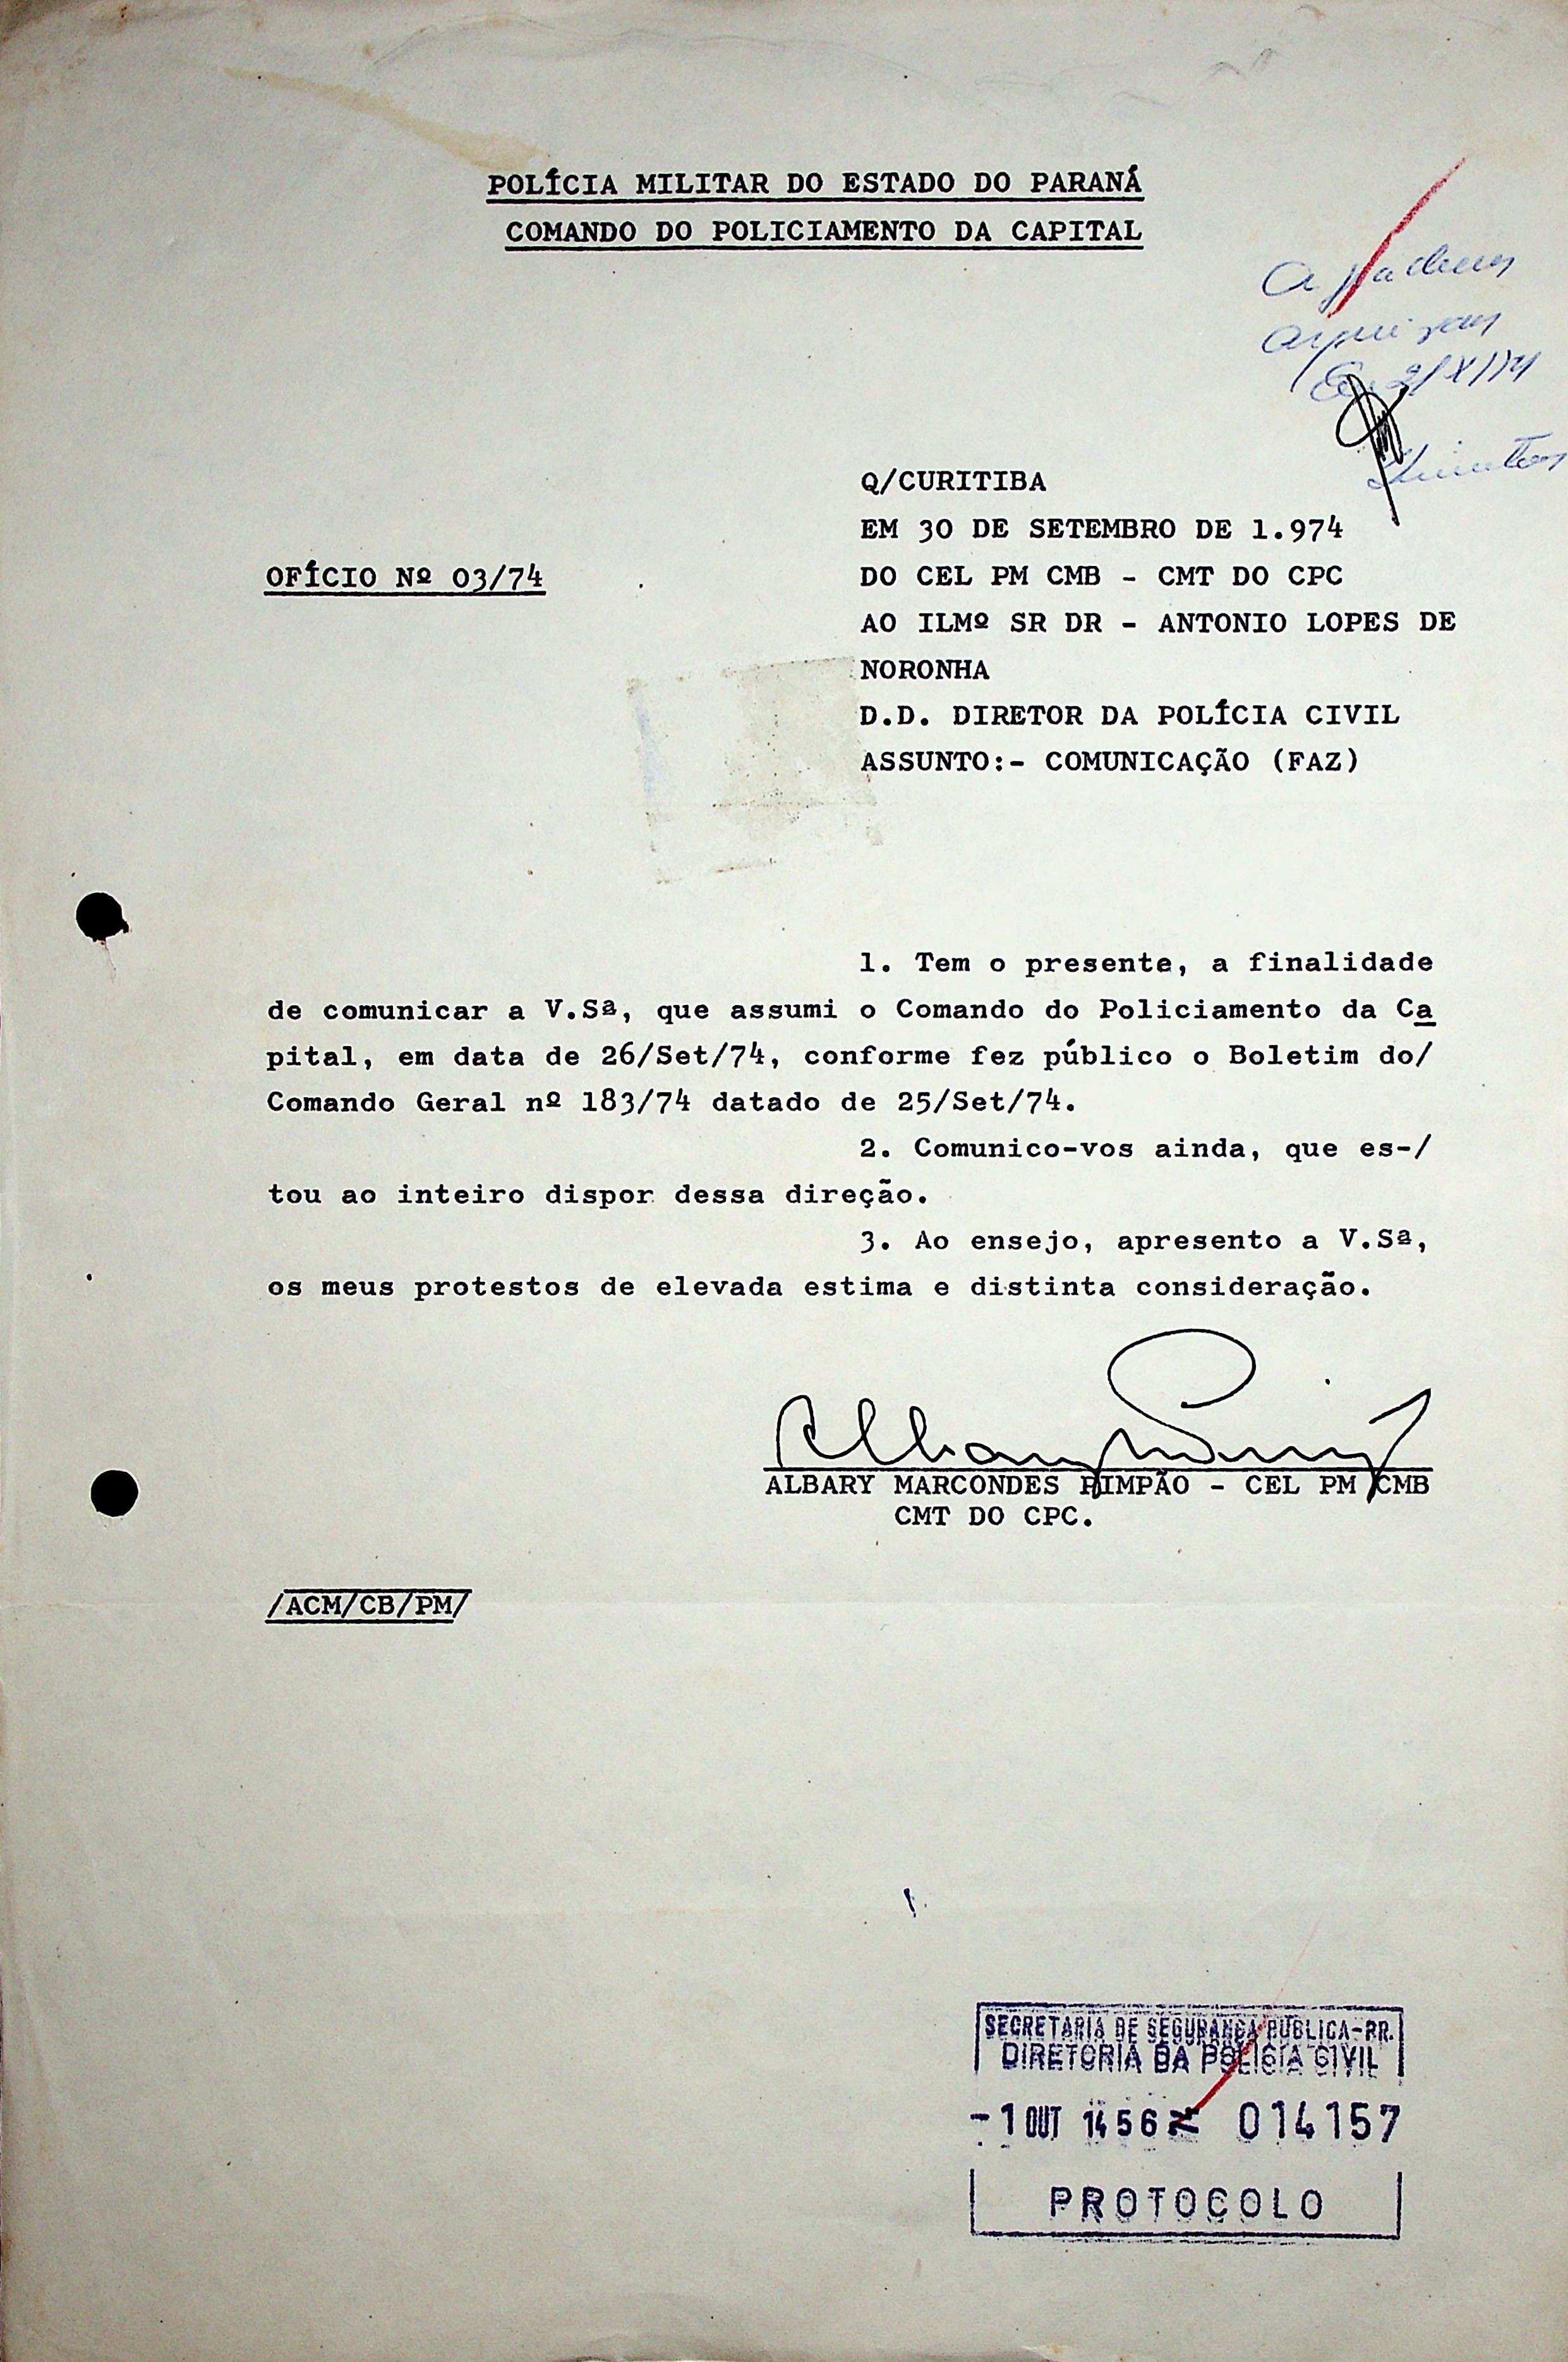 POLÍCIA MILITAR DO ESTADO DO PARANÁ
COMANDO DO POLICIAMENTO DA CAPITAL
Q/CURITIBA
EM 30 DE SETEMBRO DE 1.974
OFÍCIO Nº 03/74
DO CEL PM CMB - CMT DO CPC
AO ILMº SR DR - ANTONIO LOPES DE
NORONHA
D.D. DIRETOR DA POLÍCIA CIVIL
ASSUNTO:- COMUNICAÇÃO (FAZ)
1. Tem o presente, a finalidade
de comunicar a V.Sª, que assumi o Comando do Policiamento da Ca
pital, em data de 26/Set/74, conforme fez público o Boletim do/
Comando Geral nº 183/74 datado de 25/Set/74.
2. Comunico-vos ainda, que es-/
tou ao inteiro dispor dessa direção.
3. Ao ensejo, apresento a V.Sª,
os meus protestos de elevada estima e distinta consideração.
ALBARY MARCONDES PIMPÃO - CEL PM CMB
CMT DO CPC.
/ACM/CB/PM/
SECRETARIA DE SEGURANÇA PÚBLICA-PR.
DIRETORIA DA POLICIA CIVIL
-1 OUT 14 56 014157
PROTOCOLO